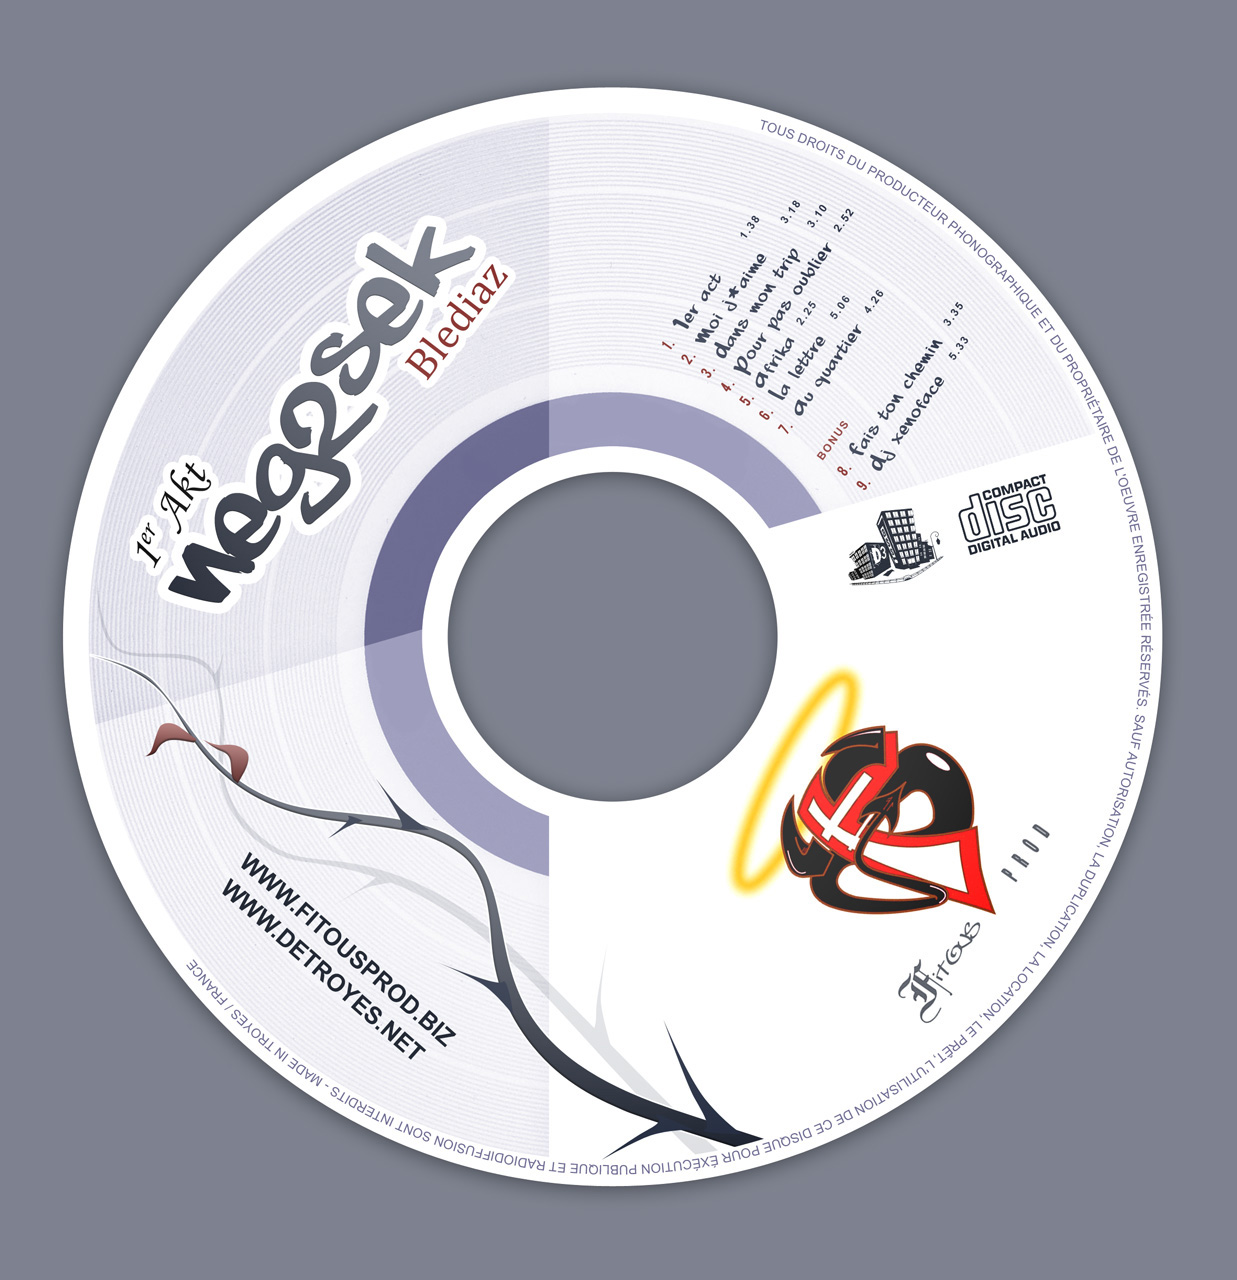 1er Akt
neg2sek
Blediaz
1. 1er act 1.38
2. moi j*aime 3.18
3. dans mon trip 3.10
4. pour pas oublier 2.52
5. afrika 2.25
6. la lettre 5.06
7. au quartier 4.26
BONUS
8. fais ton chemin 3.35
9. dj xenoface 5.33
D3
COMPACT
disc
DIGITAL AUDIO
Fitous PROD
WWW.FITOUSPROD.BIZ
WWW.DETROYES.NET
TOUS DROITS DU PRODUCTEUR PHONOGRAPHIQUE ET DU PROPRIÉTAIRE DE L'OEUVRE ENREGISTRÉE RÉSERVÉS. SAUF AUTORISATION, LA DUPLICATION, LA LOCATION, LE PRÊT, L'UTILISATION DE CE DISQUE POUR ÉXÉCUTION PUBLIQUE ET RADIODIFFUSION SONT INTERDITS - MADE IN TROYES / FRANCE